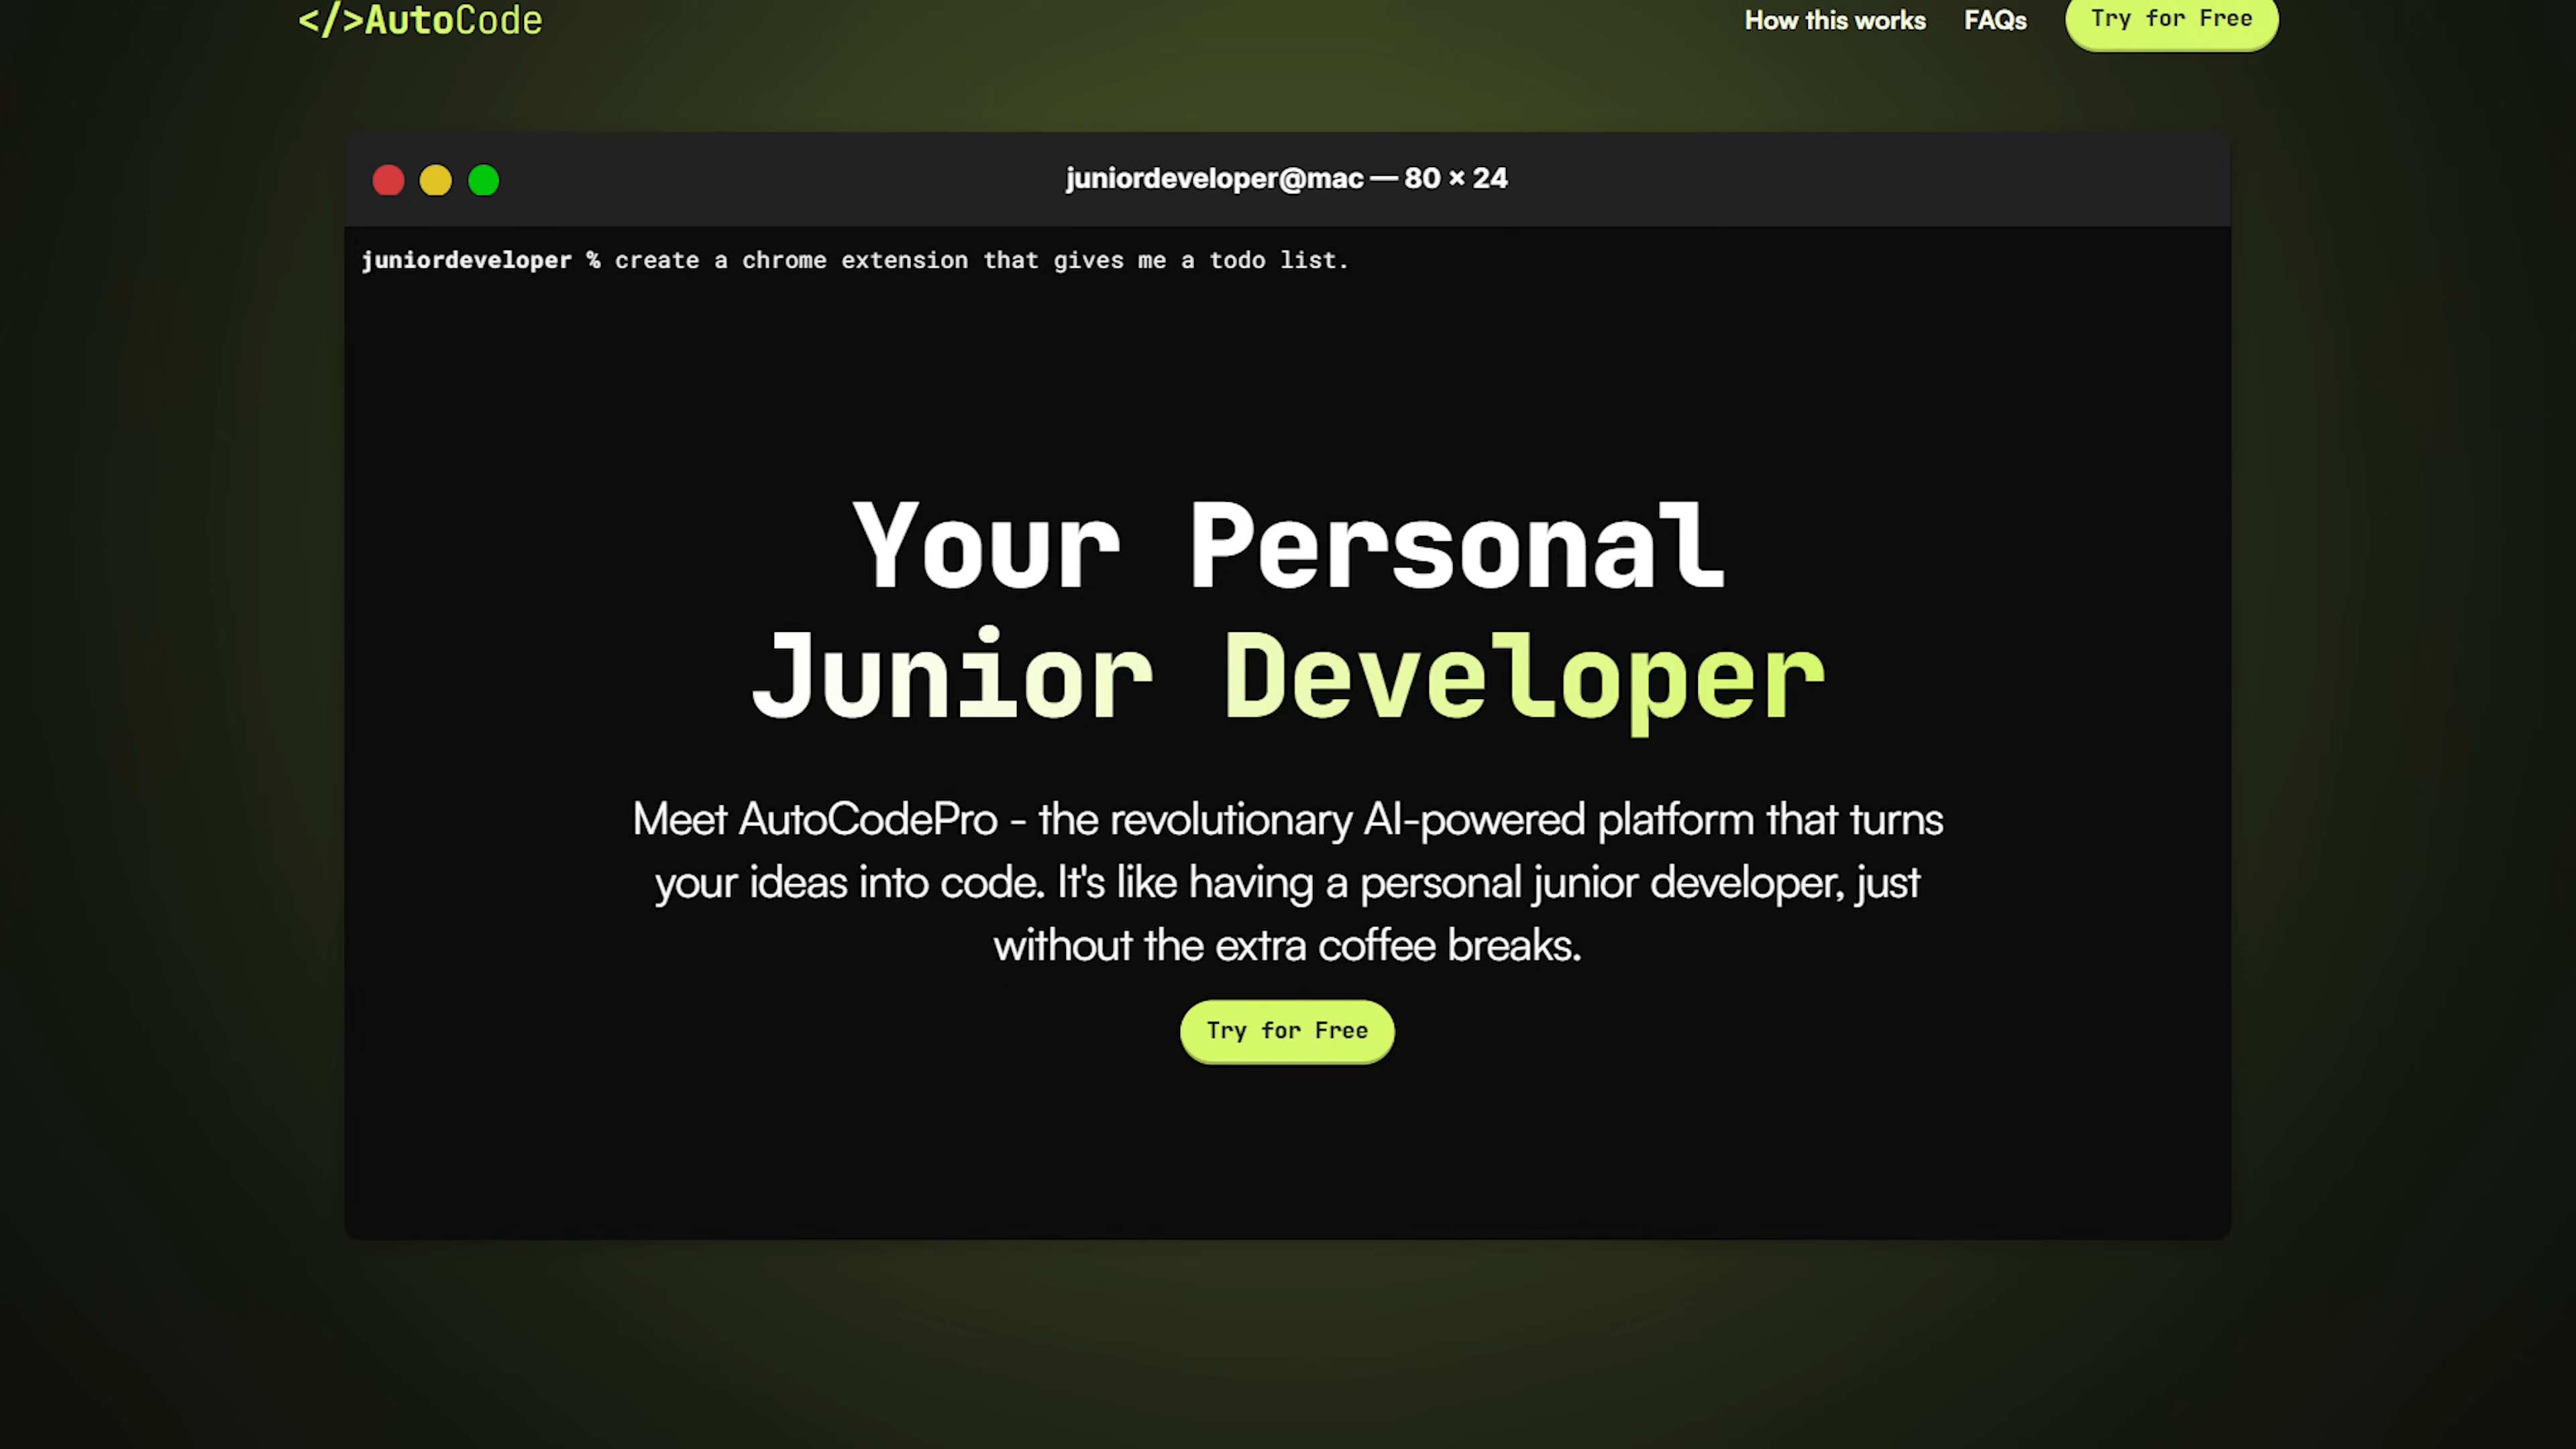 </>AutoCode
How this works
FAQs
Try for Free
juniordeveloper@mac — 80 × 24
juniordeveloper % create a chrome extension that gives me a todo list.
Your Personal
Junior Developer
Meet AutoCodePro - the revolutionary AI-powered platform that turns
your ideas into code. It's like having a personal junior developer, just
without the extra coffee breaks.
Try for Free